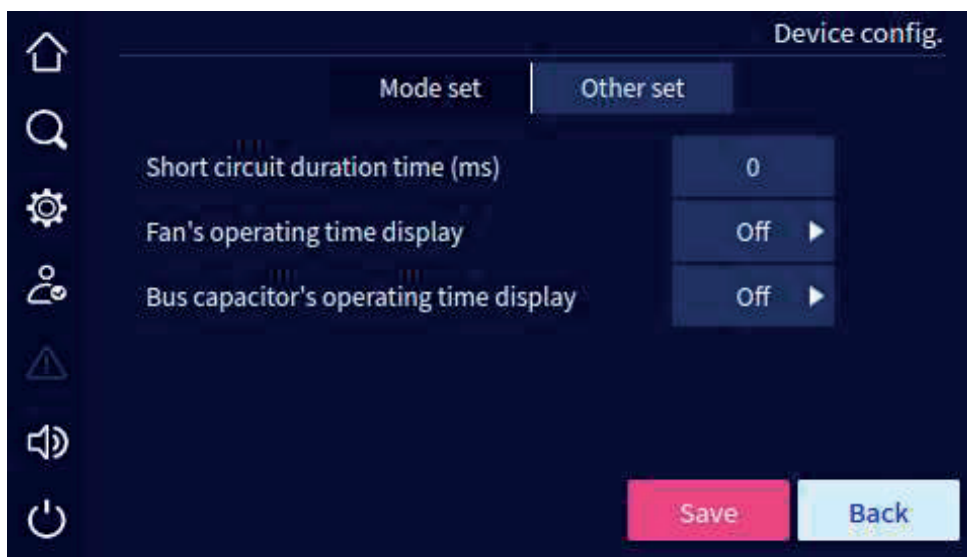 Device config.
Mode set Other set
Short circuit duration time (ms) 0
Fan's operating time display Off
Bus capacitor's operating time display Off
Save Back